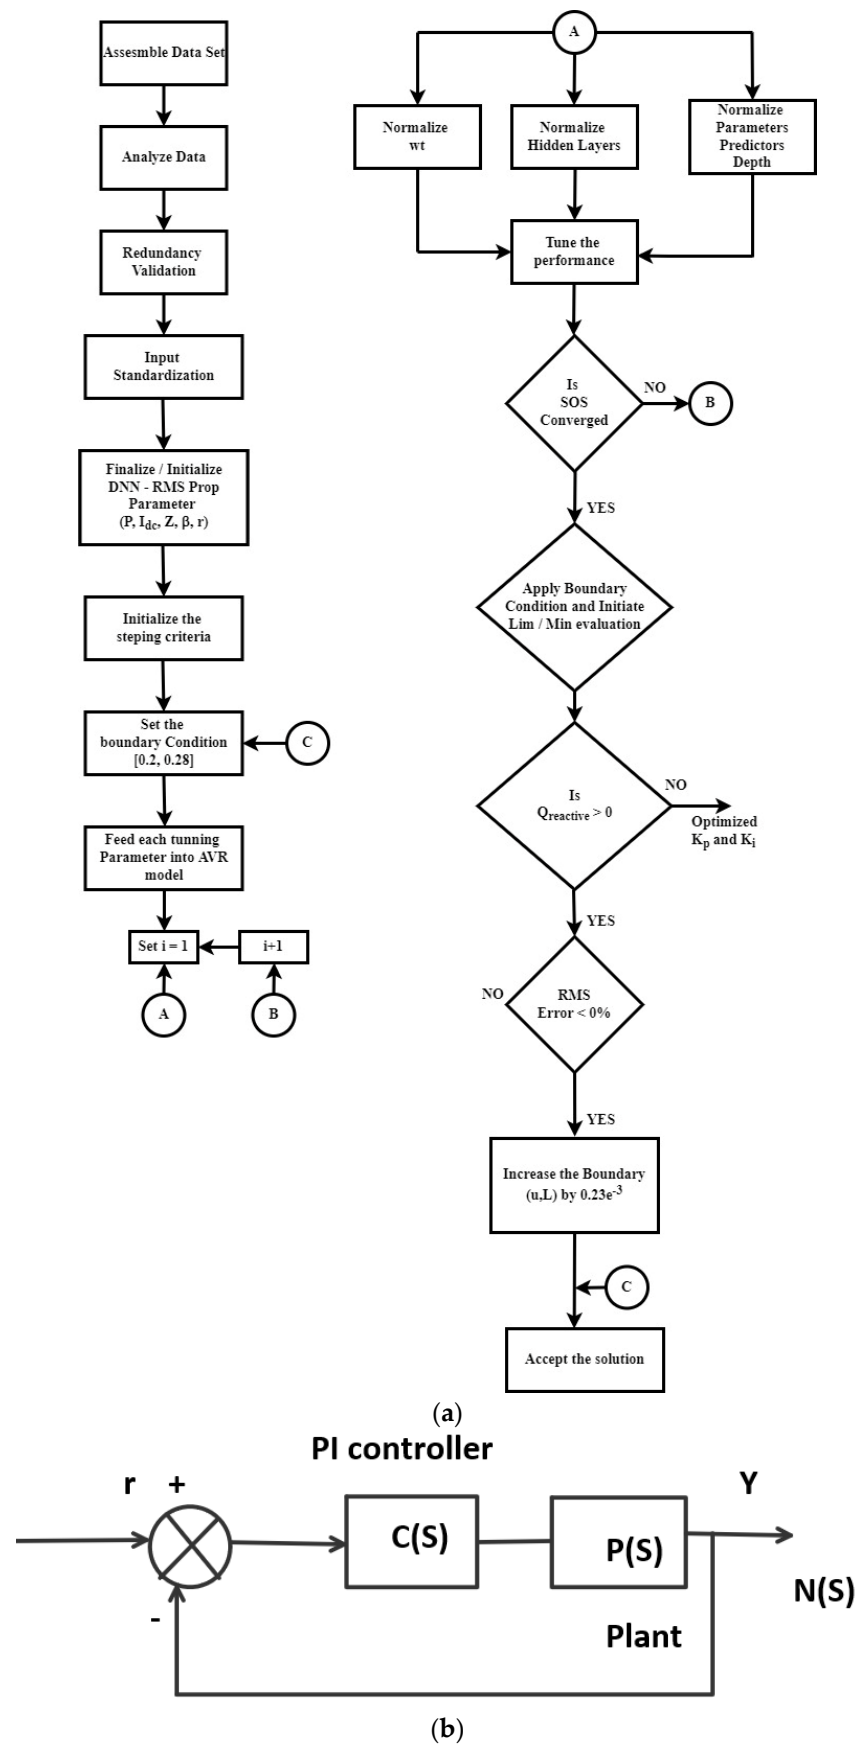 Assesmble Data Set
Analyze Data
Redundancy
Validation
Input
Standardization
Finalize / Initialize
DNN - RMS Prop
Parameter
(P, Idc, Z, β, r)
Initialize the
steping criteria
Set the
boundary Condition
[0.2, 0.28]
C
Feed each tunning
Parameter into AVR
model
Set i = 1
i+1
A
B
A
Normalize
wt
Normalize
Hidden Layers
Normalize
Parameters
Predictors
Depth
Tune the
performance
Is
SOS
Converged
NO
B
YES
Apply Boundary
Condition and Initiate
Lim / Min evaluation
Is
Qreactive > 0
NO
Optimized
Kp and Ki
YES
NO
RMS
Error < 0%
YES
Increase the Boundary
(u,L) by 0.23e-3
C
Accept the solution
(a)
PI controller
r +
Y
C(S)
P(S)
N(S)
-
Plant
(b)